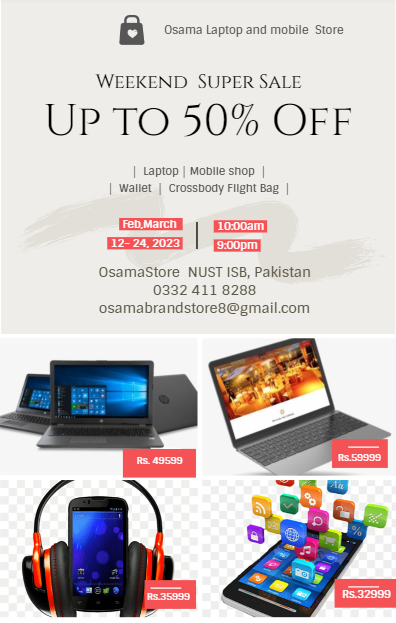 Osama Laptop and mobile Store
Weekend Super Sale
Up to 50% Off
| Laptop | Mobile shop |
| Wallet | Crossbody Flight Bag |
Feb,March
12- 24, 2023
10:00am
9:00pm
OsamaStore NUST ISB, Pakistan
0332 411 8288
osamabrandstore8@gmail.com
Rs. 49599
Rs.59999
Rs.35999
Aa
Rs.32999